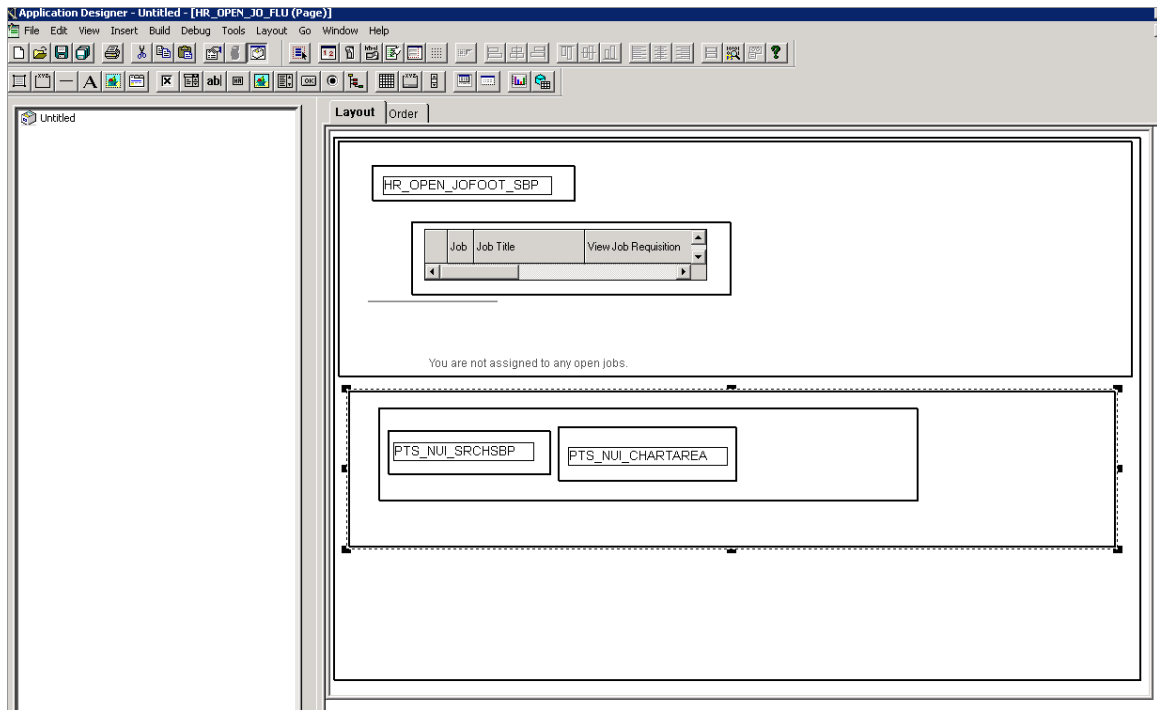 Application Designer - Untitled - [HR_OPEN_JO_FLU (Page)]
File Edit View Insert Build Debug Tools Layout Go Window Help
Untitled
Layout Order
HR_OPEN_JOFOOT_SBP
Job Job Title View Job Requisition
You are not assigned to any open jobs.
PTS_NUI_SRCHSBP
PTS_NUI_CHARTAREA